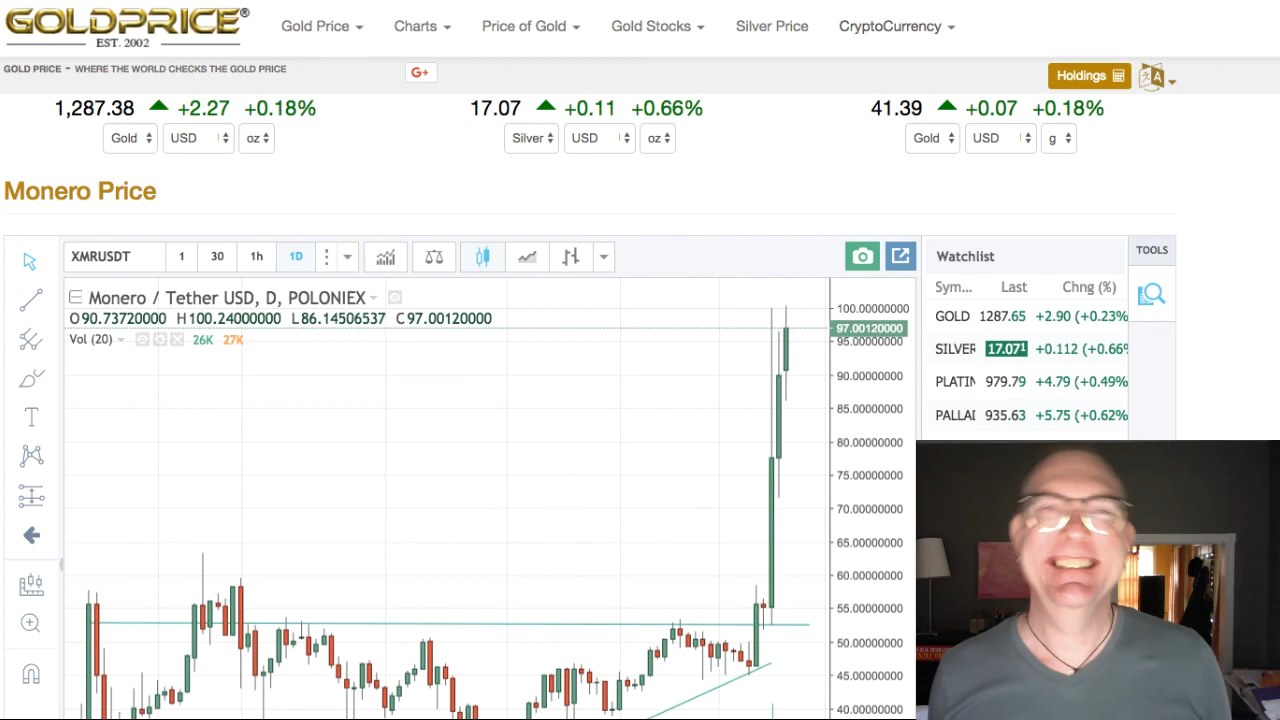 GOLDPRICE®
EST. 2002
Gold Price Charts Price of Gold Gold Stocks Silver Price CryptoCurrency
GOLD PRICE - WHERE THE WORLD CHECKS THE GOLD PRICE
G+
Holdings
A
1,287.38 +2.27 +0.18% 17.07 +0.11 +0.66% 41.39 +0.07 +0.18%
Gold USD oz Silver USD oz Gold USD g
Monero Price
XMRUSDT 1 30 1h 1D
Watchlist
TOOLS
Sym... Last Chng (%)
Monero / Tether USD, D, POLONIEX
O90.73720000 H100.24000000 L86.14506537 C97.00120000
Vol (20) 26K 27K
GOLD 1287.65 +2.90 (+0.23%)
SILVER 17.071 +0.112 (+0.66%
PLATIN 979.79 +4.79 (+0.49%
PALLAI 935.63 +5.75 (+0.62%
100.00000000
97.00120000
95.00000000
90.00000000
85.00000000
80.00000000
75.00000000
70.00000000
65.00000000
60.00000000
55.00000000
50.00000000
45.00000000
40.00000000
T